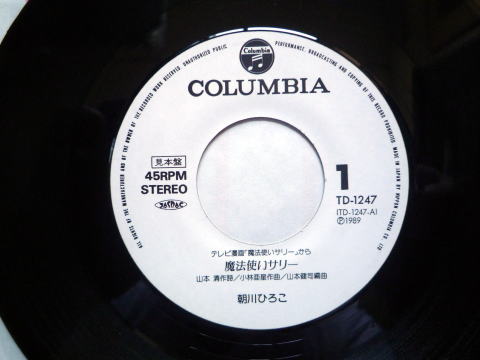 ALL RIGHTS OF THE MANUFACTURER AND OF THE OWNER OF THE RECORDED WORK RESERVED. UNAUTHORIZED PUBLIC PERFORMANCE, BROADCASTING AND COPYING OF THIS RECORD PROHIBITED. MADE IN JAPAN BY NIPPON COLUMBIA CO. LTD.
Columbia
COLUMBIA
見本盤
45RPM
STEREO
1
TD-1247
(TD-1247-A)
Ⓟ1989
テレビ漫画「魔法使いサリー」から
魔法使いサリー
山本 清作詩/小林亜星作曲/山本健司編曲
朝川ひろこ